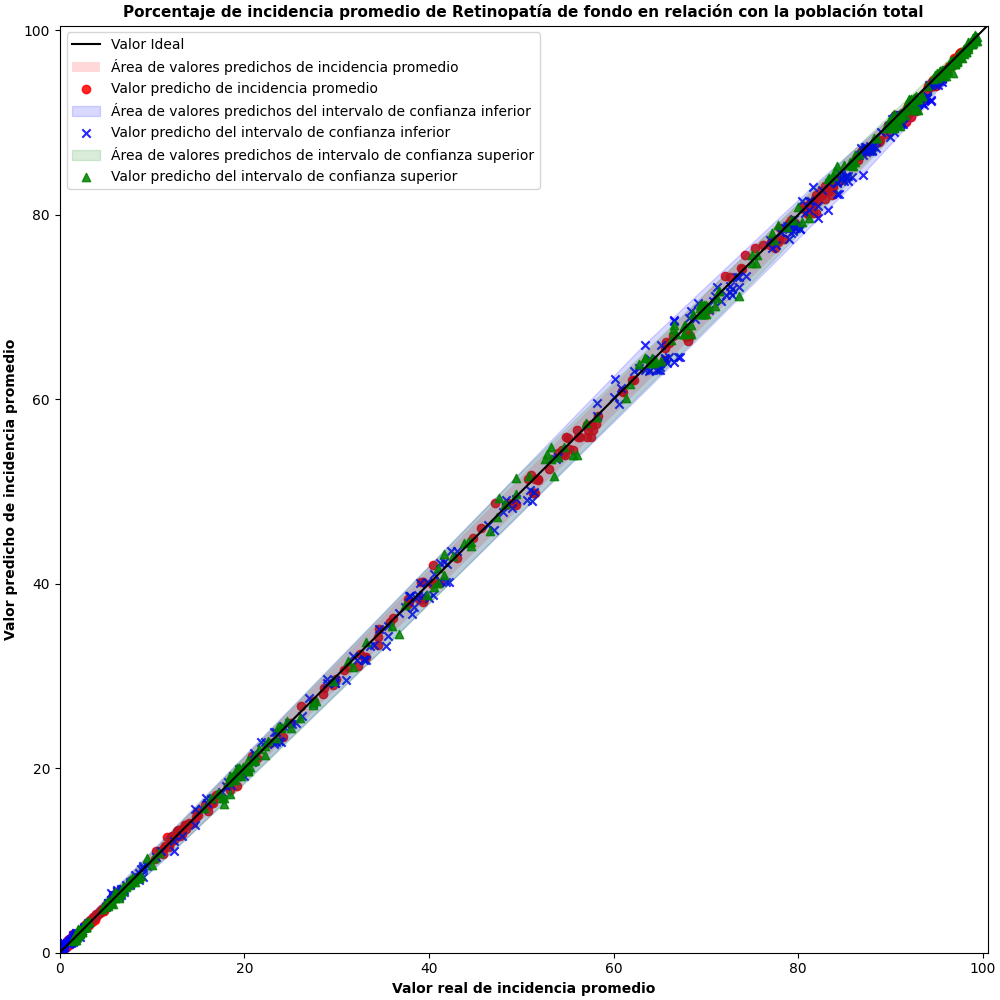 Porcentaje de incidencia promedio de Retinopatía de fondo en relación con la población total
Valor Ideal
Área de valores predichos de incidencia promedio
Valor predicho de incidencia promedio
Área de valores predichos del intervalo de confianza inferior
Valor predicho del intervalo de confianza inferior
Área de valores predichos de intervalo de confianza superior
Valor predicho del intervalo de confianza superior
Valor predicho de incidencia promedio
100
80
60
40
20
0
0 20 40 60 80 100
Valor real de incidencia promedio